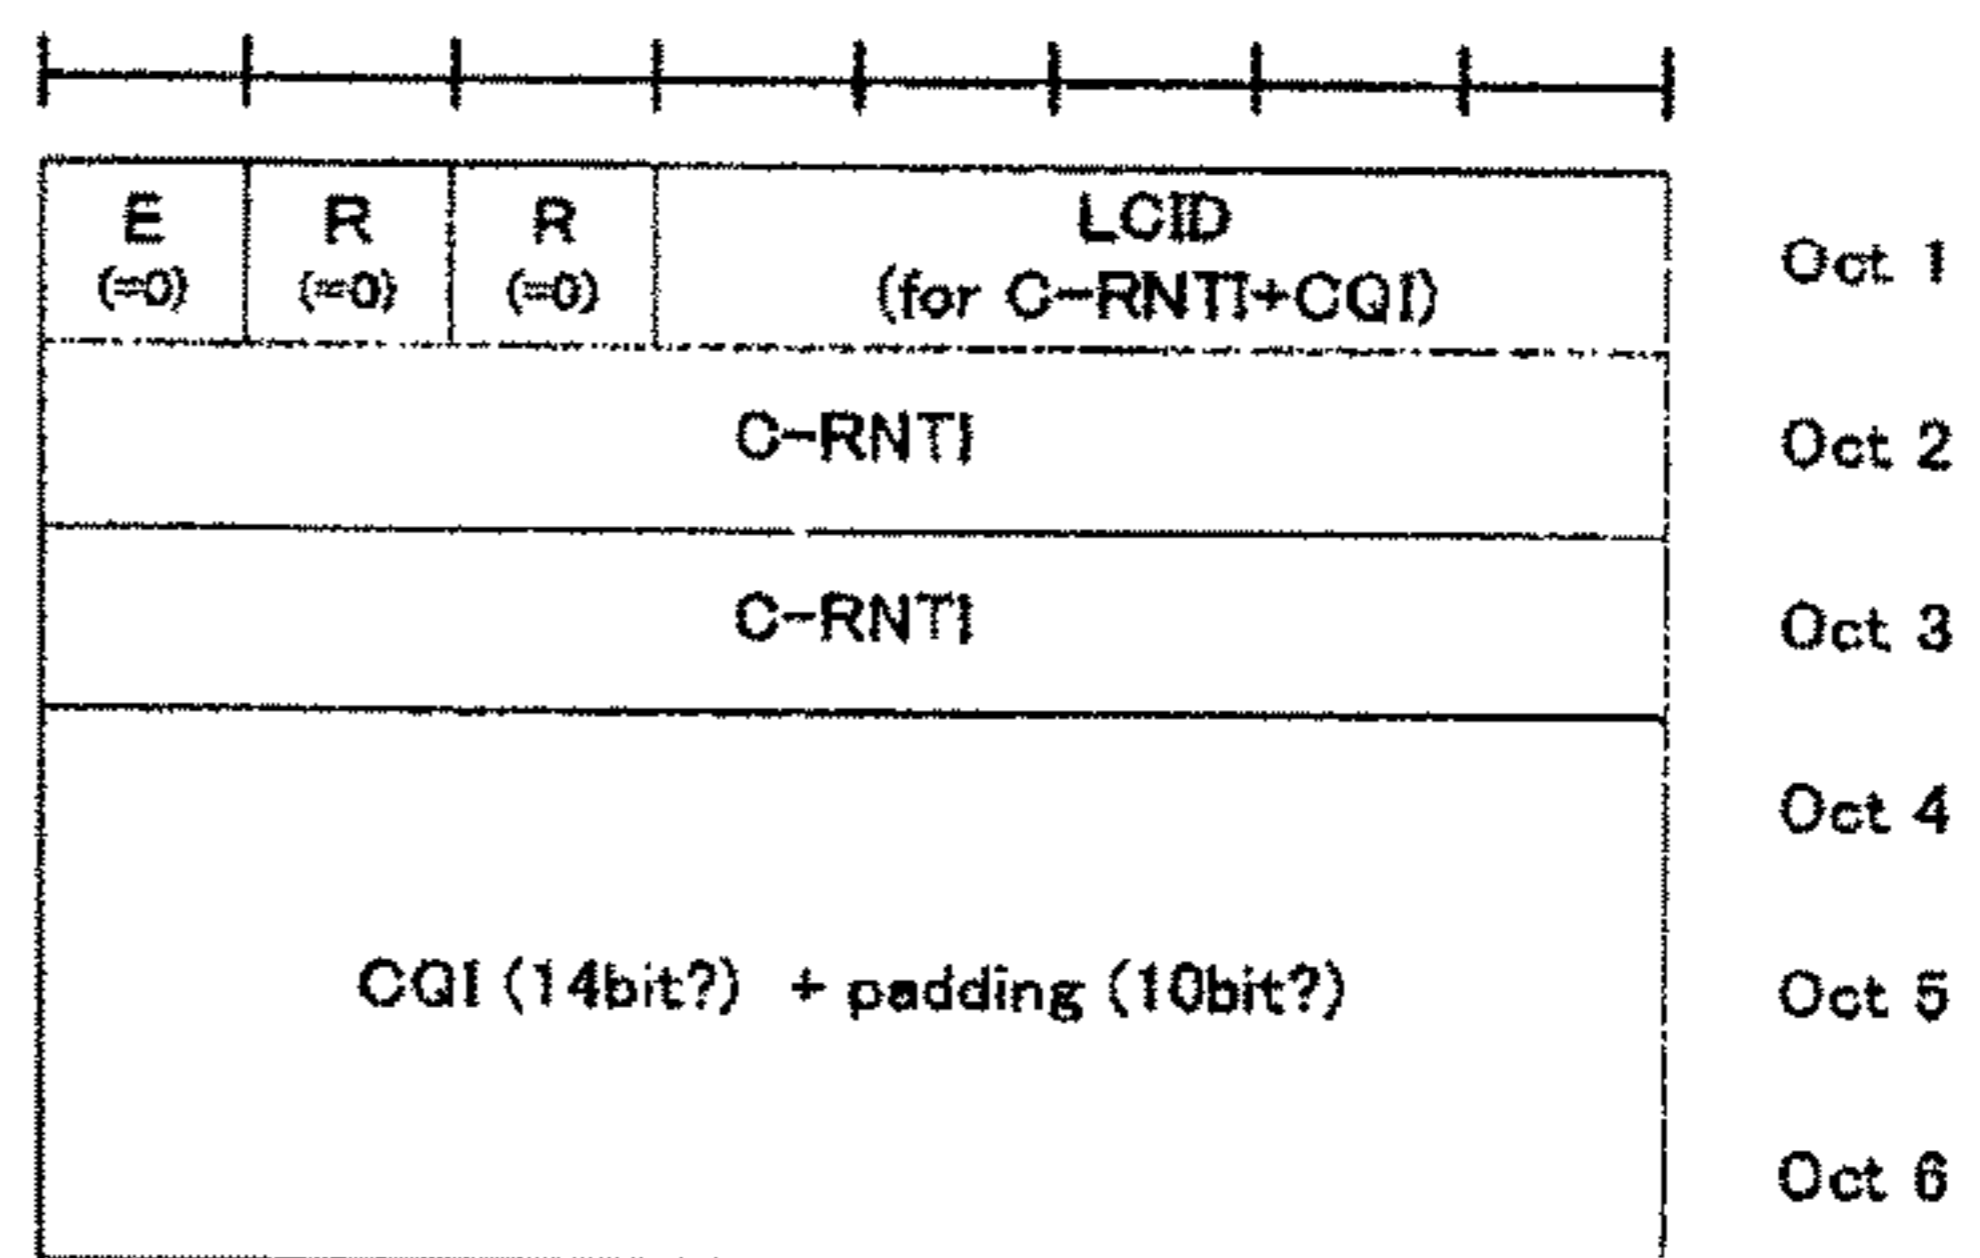 E R R LCID Oct 1
(=0) (=0) (=0) (for C-RNTI+CQI)
C-RNTI Oct 2
C-RNTI Oct 3
Oct 4
CQI (14bit?) + padding (10bit?) Oct 5
Oct 6